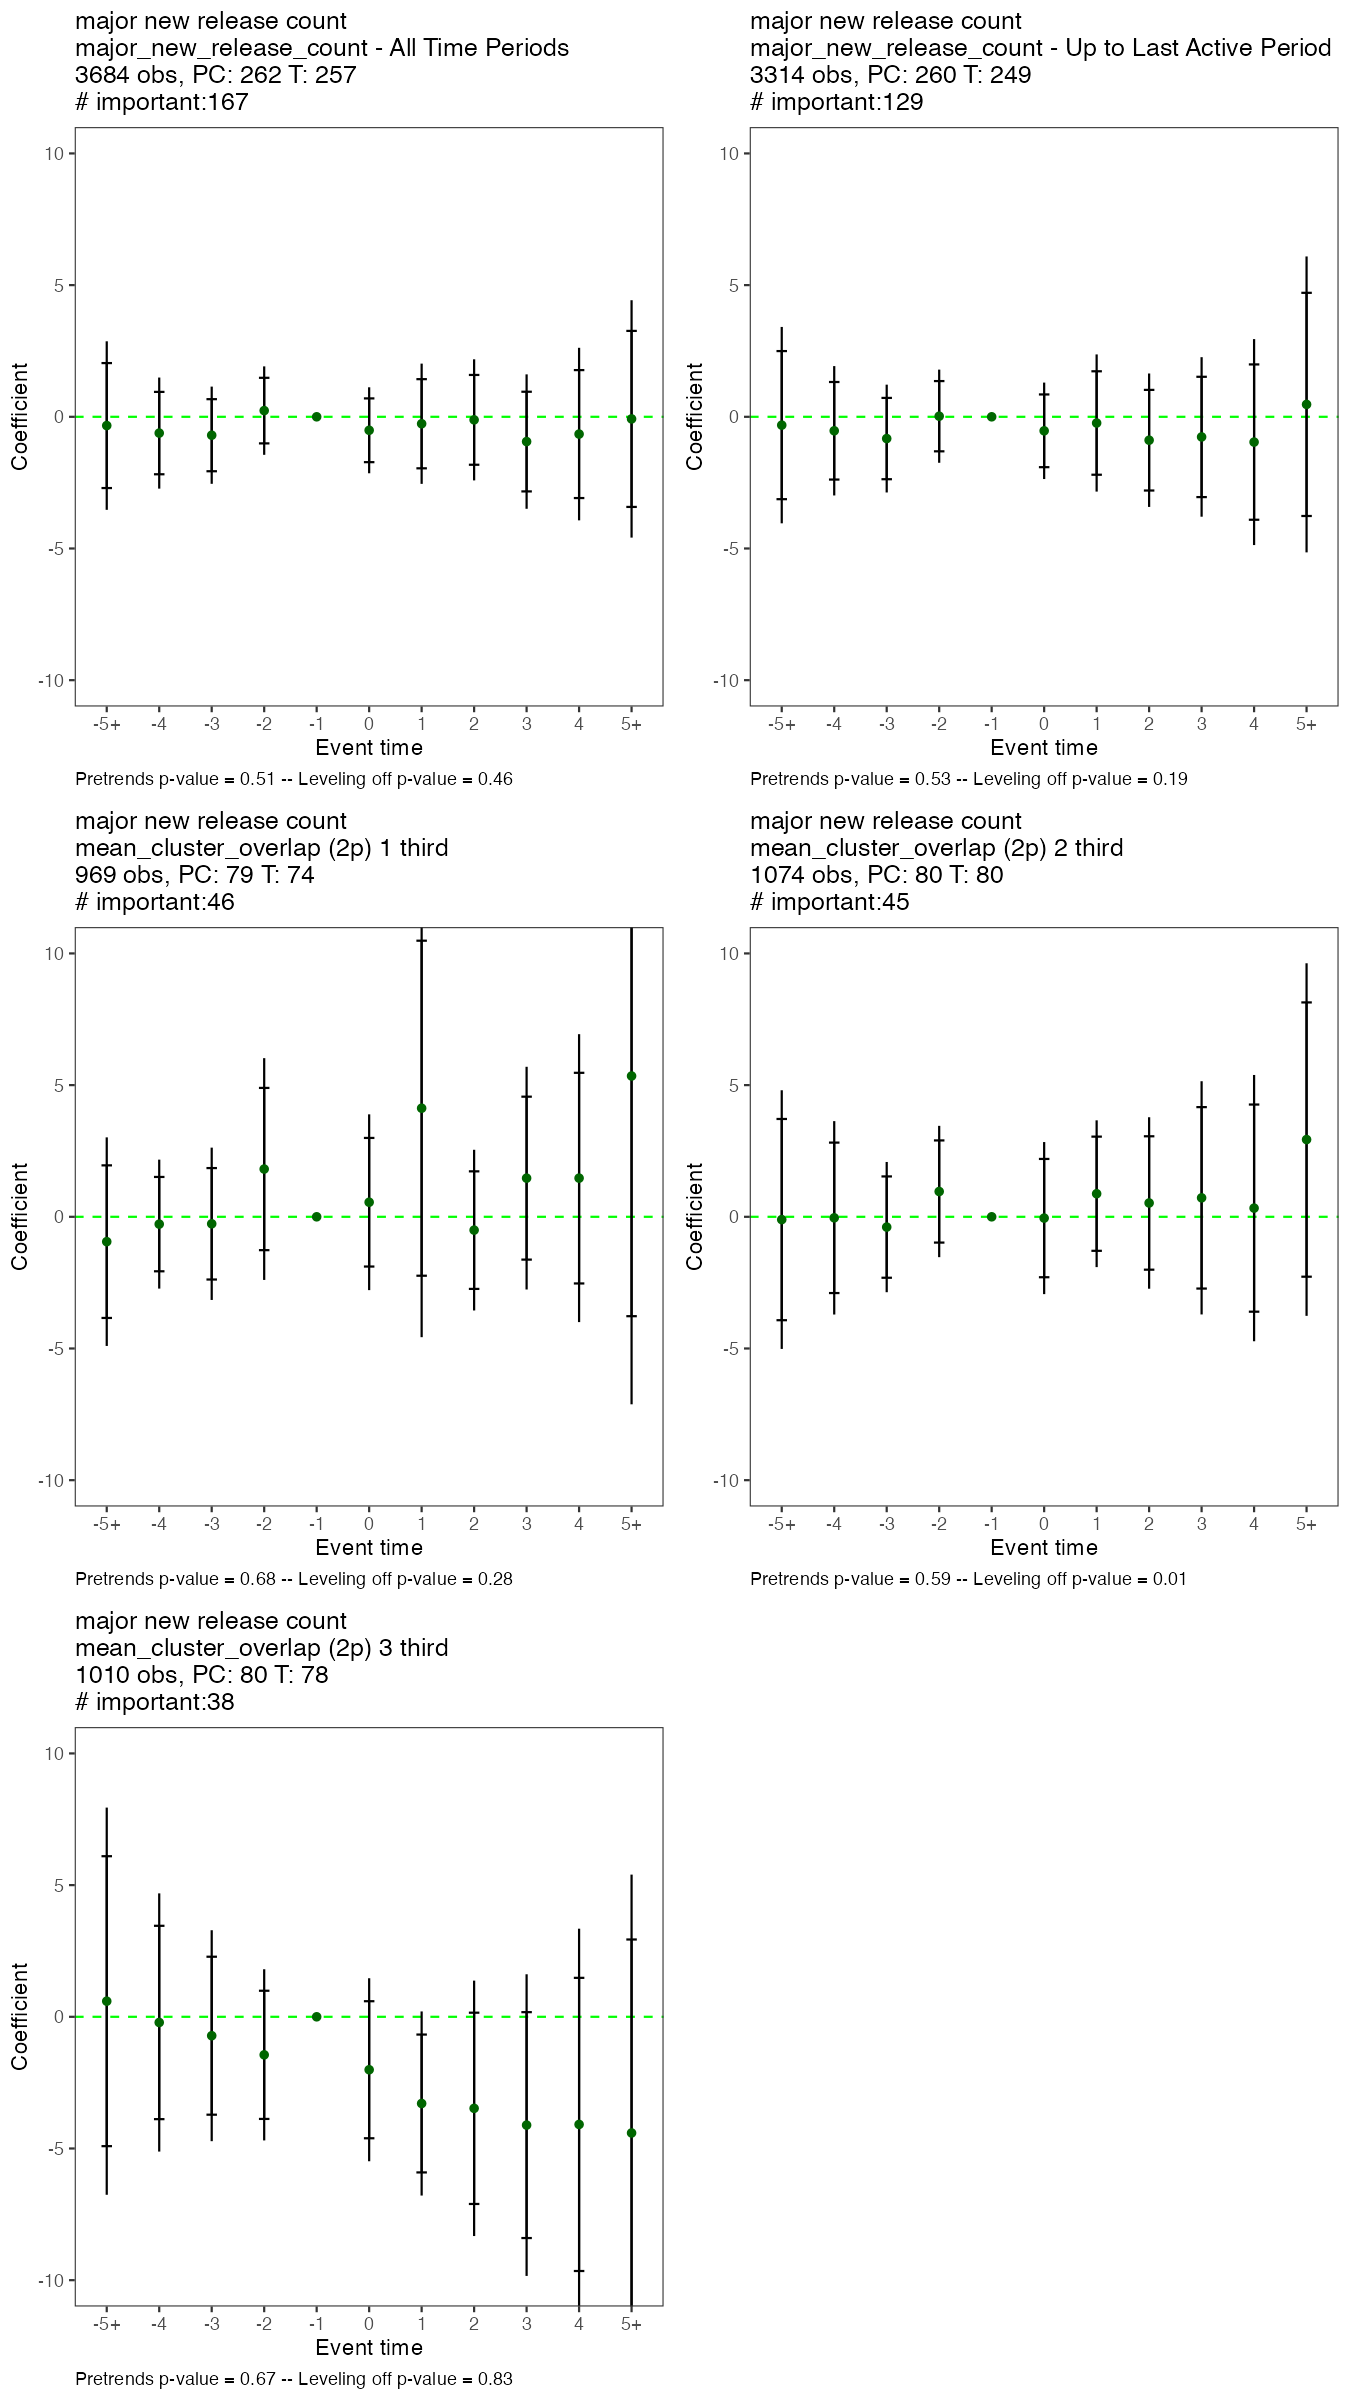 major new release count
major_new_release_count - All Time Periods
3684 obs, PC: 262 T: 257
# important:167
10
5
0
-5
-10
Coefficient
-5+ -4 -3 -2 -1 0 1 2 3 4 5+
Event time
Pretrends p-value = 0.51 -- Leveling off p-value = 0.46
major new release count
major_new_release_count - Up to Last Active Period
3314 obs, PC: 260 T: 249
# important:129
10
5
0
-5
-10
Coefficient
-5+ -4 -3 -2 -1 0 1 2 3 4 5+
Event time
Pretrends p-value = 0.53 -- Leveling off p-value = 0.19
major new release count
mean_cluster_overlap (2p) 1 third
969 obs, PC: 79 T: 74
# important:46
10
5
0
-5
-10
Coefficient
-5+ -4 -3 -2 -1 0 1 2 3 4 5+
Event time
Pretrends p-value = 0.68 -- Leveling off p-value = 0.28
major new release count
mean_cluster_overlap (2p) 2 third
1074 obs, PC: 80 T: 80
# important:45
10
5
0
-5
-10
Coefficient
-5+ -4 -3 -2 -1 0 1 2 3 4 5+
Event time
Pretrends p-value = 0.59 -- Leveling off p-value = 0.01
major new release count
mean_cluster_overlap (2p) 3 third
1010 obs, PC: 80 T: 78
# important:38
10
5
0
-5
-10
Coefficient
-5+ -4 -3 -2 -1 0 1 2 3 4 5+
Event time
Pretrends p-value = 0.67 -- Leveling off p-value = 0.83